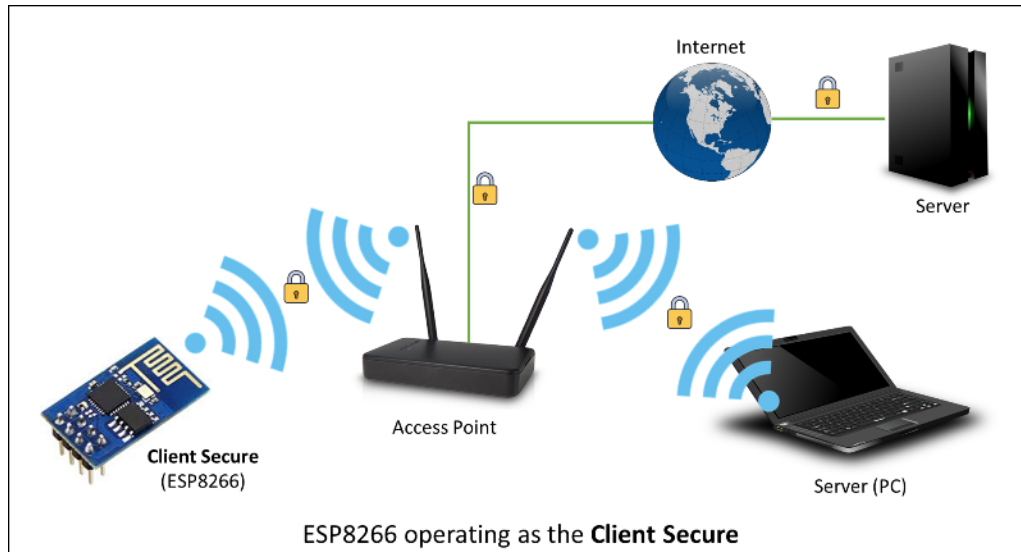 Internet
Server
Access Point
Client Secure
(ESP8266)
Server (PC)
ESP8266 operating as the Client Secure